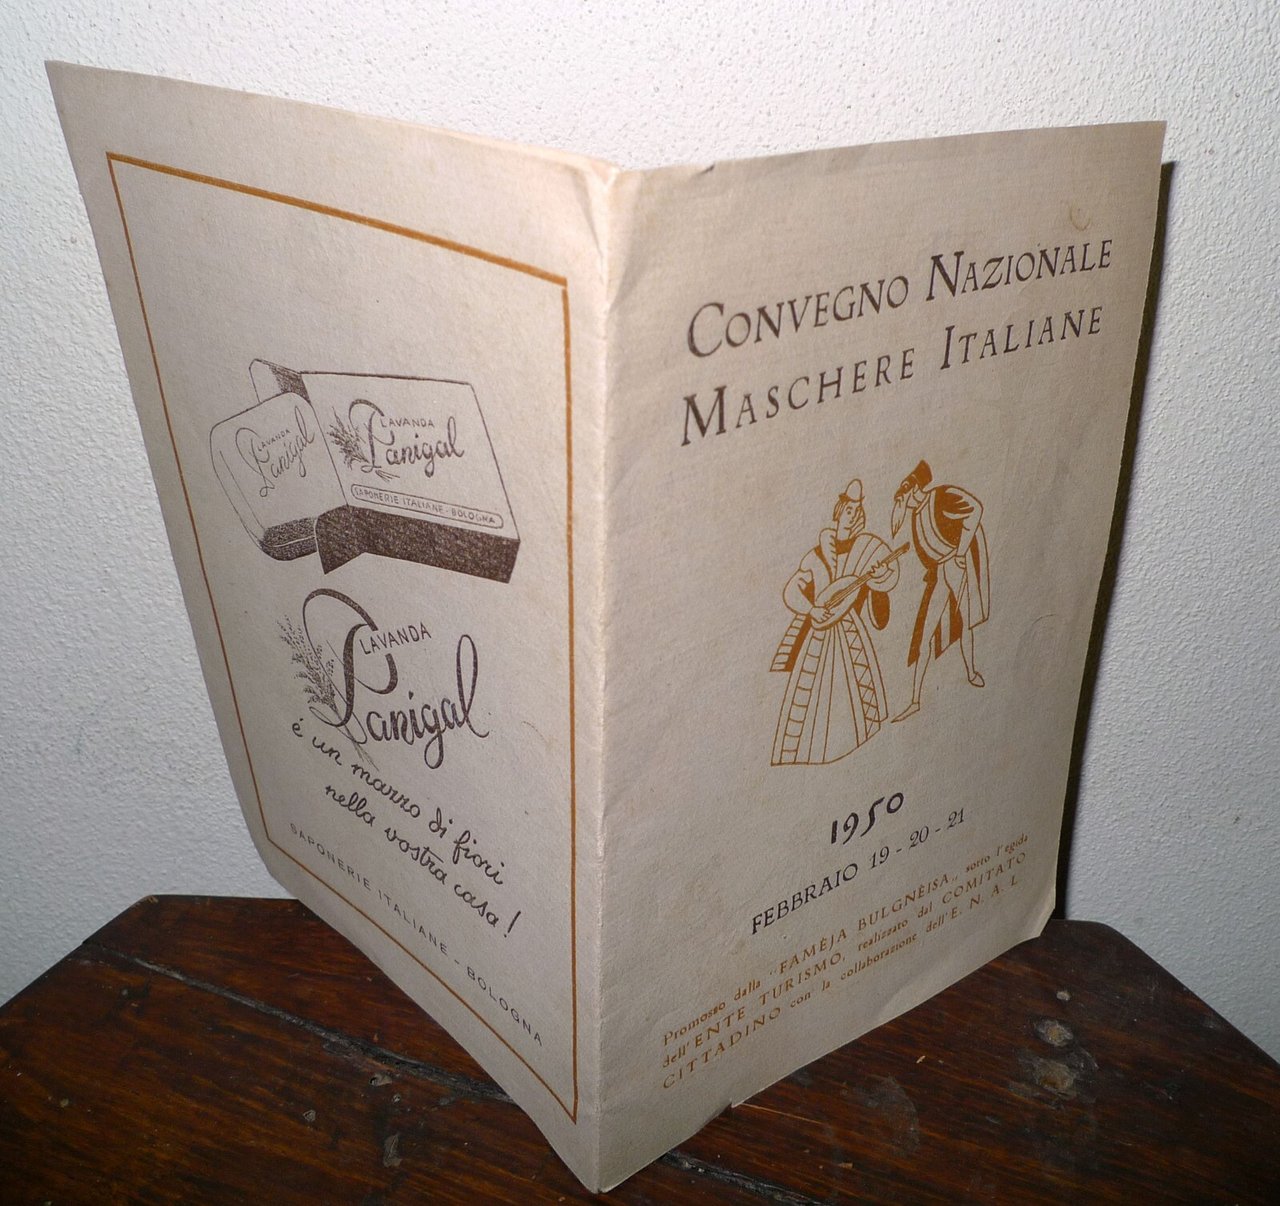 LAVANDA
Panigal
LAVANDA
Panigal
SAPONERIE ITALIANE - BOLOGNA
LAVANDA
Panigal
è un mazzo di fiori
nella vostra casa!
SAPONERIE ITALIANE - BOLOGNA
CONVEGNO NAZIONALE
MASCHERE ITALIANE
1950
FEBBRAIO 19 - 20 - 21
Promosso dalla "FAMÈJA BULGNÈISA„ sotto l'egida
dell'ENTE TURISMO, realizzato dal COMITATO
CITTADINO con la collaborazione dell'E. N. A. L.